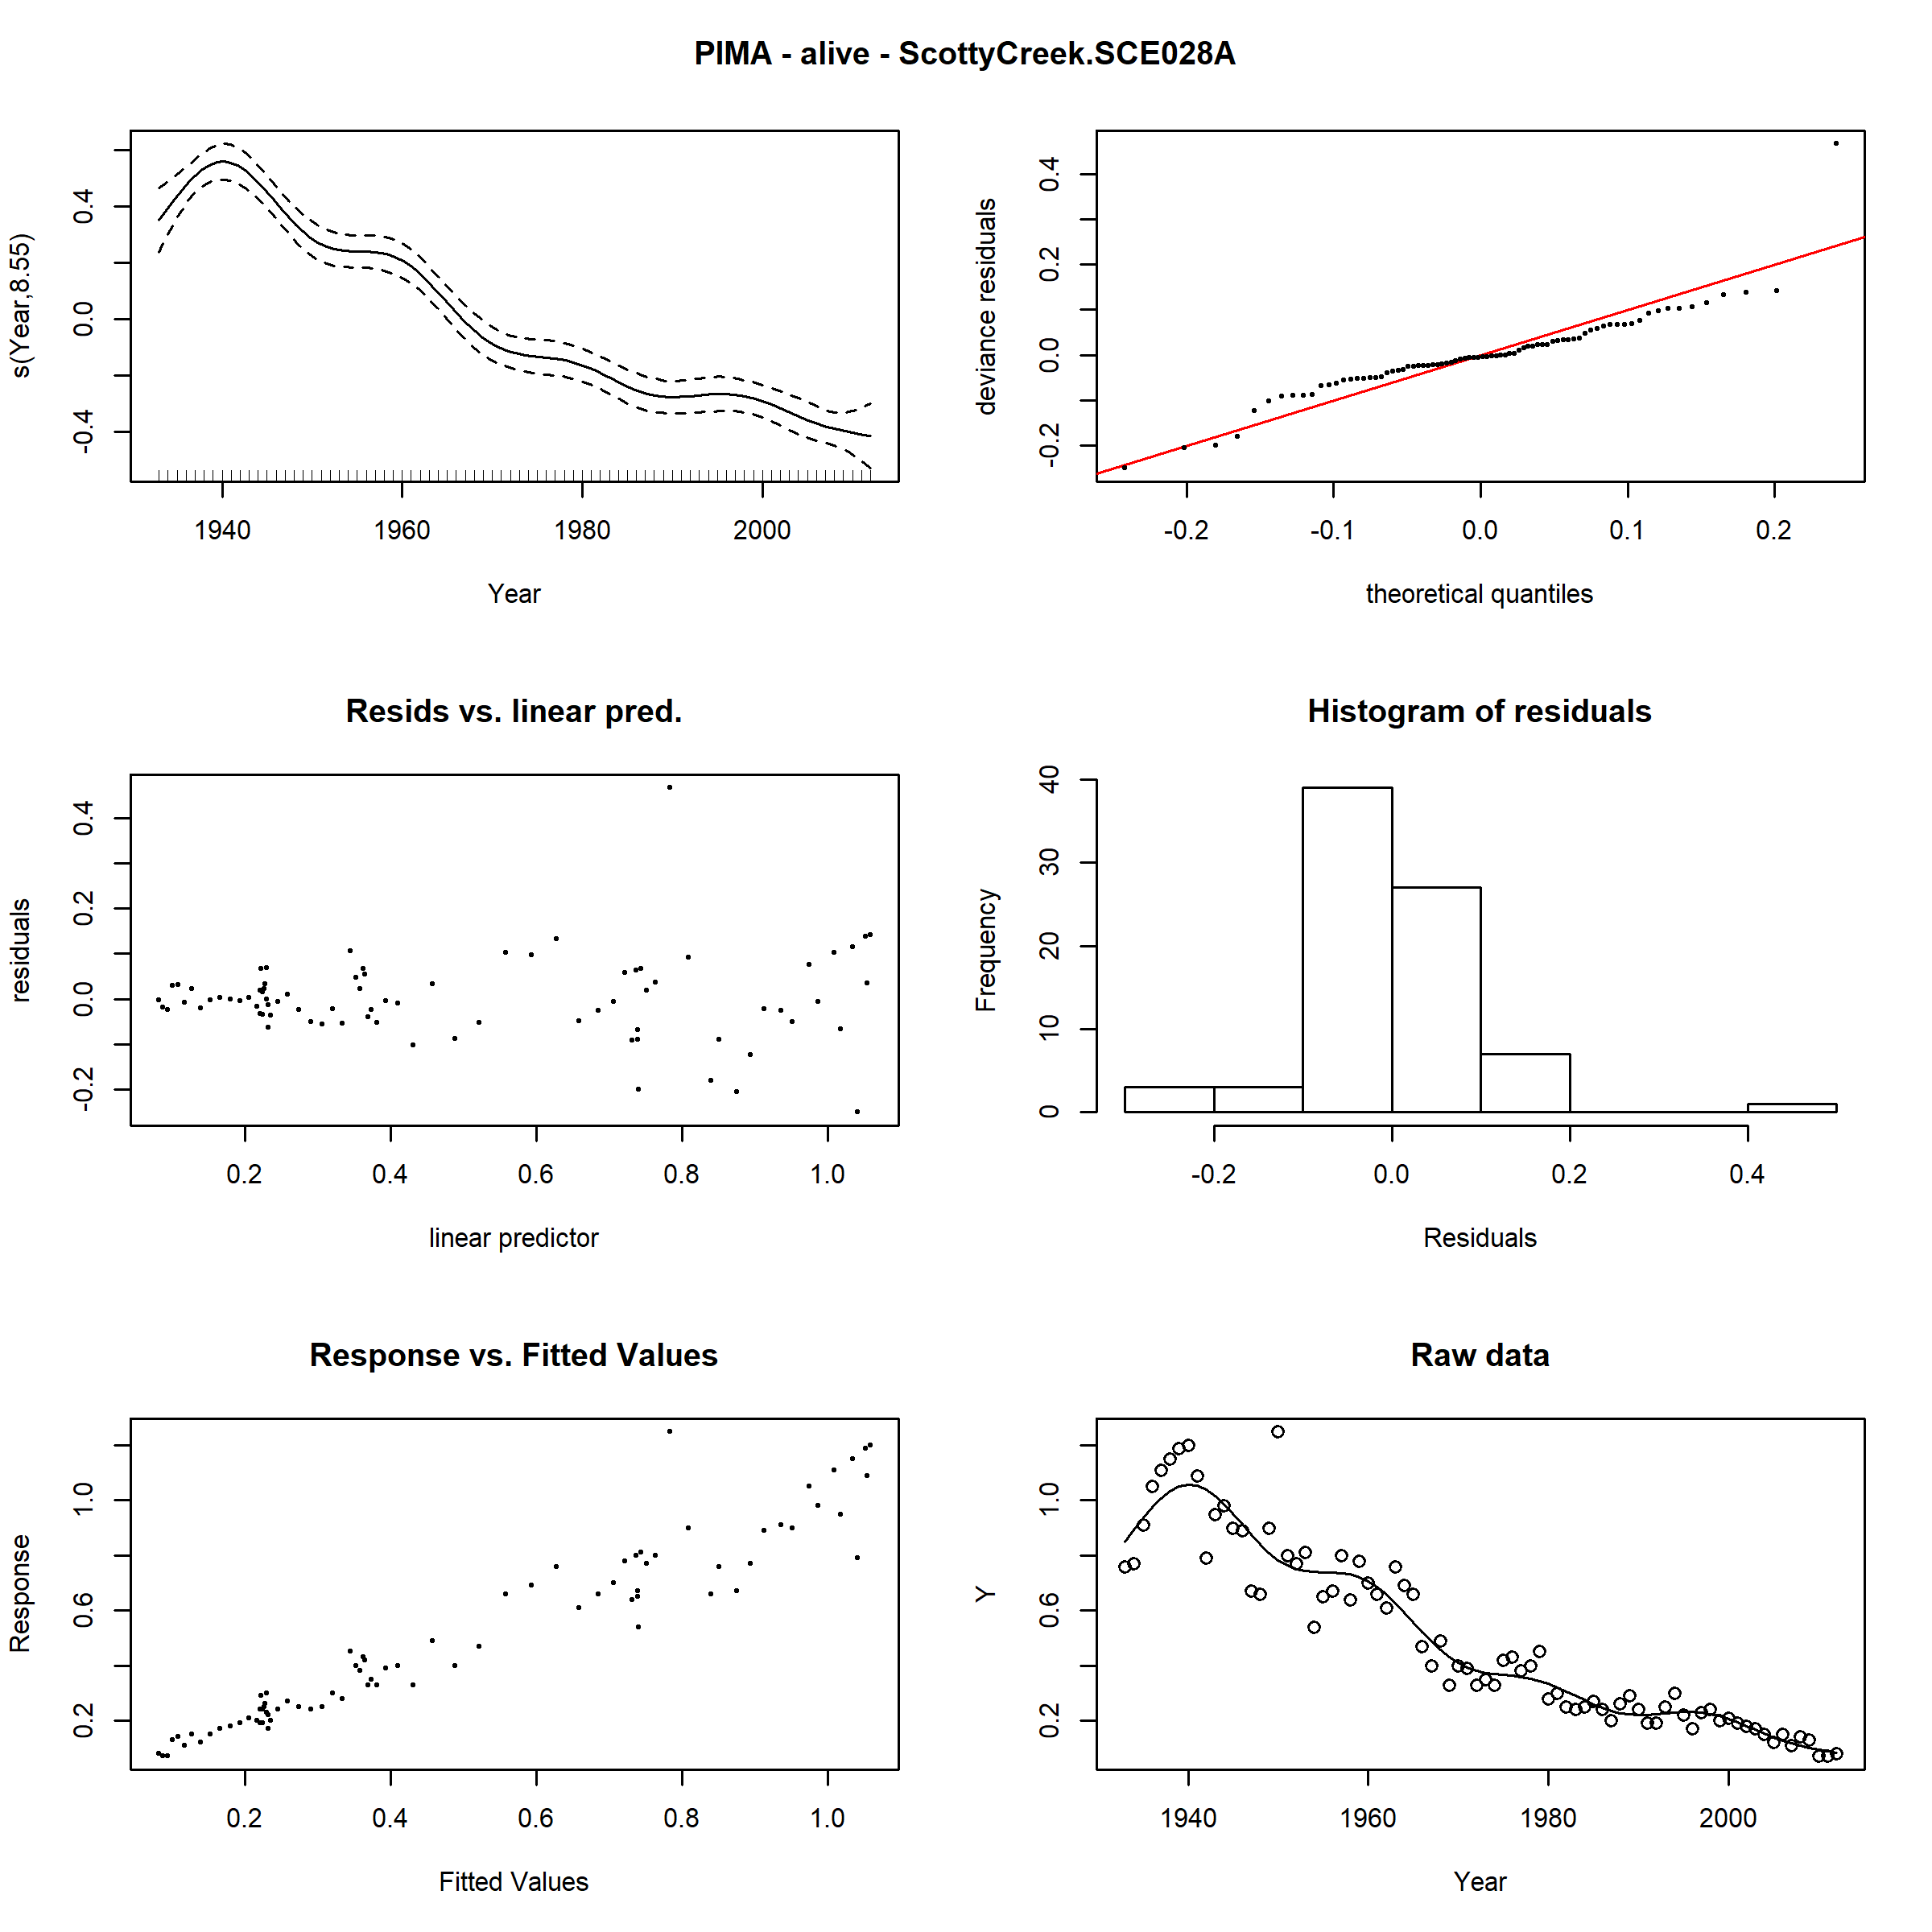 PIMA - alive - ScottyCreek.SCE028A
s(Year,8.55)
0.4
0.0
-0.4
1940 1960 1980 2000
Year
deviance residuals
0.4
0.2
0.0
-0.2
-0.2 -0.1 0.0 0.1 0.2
theoretical quantiles
Resids vs. linear pred.
residuals
0.4
0.2
0.0
-0.2
0.2 0.4 0.6 0.8 1.0
linear predictor
Histogram of residuals
Frequency
40
30
20
10
0
-0.2 0.0 0.2 0.4
Residuals
Response vs. Fitted Values
Response
1.0
0.6
0.2
0.2 0.4 0.6 0.8 1.0
Fitted Values
Raw data
Y
1.0
0.6
0.2
1940 1960 1980 2000
Year